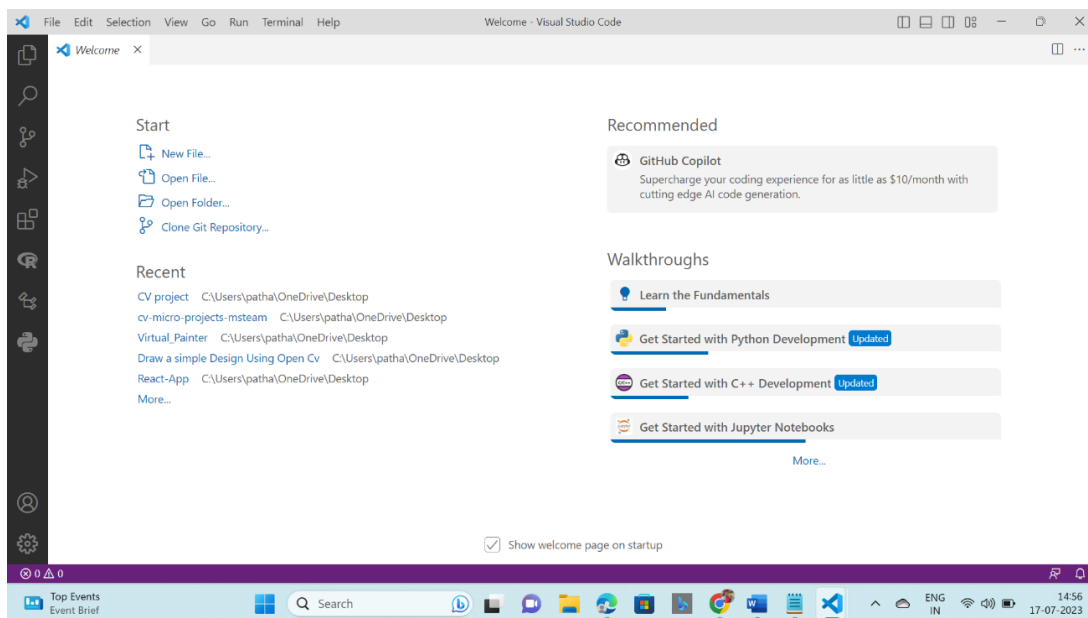 File Edit Selection View Go Run Terminal Help
Welcome - Visual Studio Code
Welcome
Start
New File...
Open File...
Open Folder...
Clone Git Repository...
Recent
CV project C:\Users\patha\OneDrive\Desktop
cv-micro-projects-msteam C:\Users\patha\OneDrive\Desktop
Virtual_Painter C:\Users\patha\OneDrive\Desktop
Draw a simple Design Using Open Cv C:\Users\patha\OneDrive\Desktop
React-App C:\Users\patha\OneDrive\Desktop
More...
Recommended
GitHub Copilot
Supercharge your coding experience for as little as $10/month with
cutting edge AI code generation.
Walkthroughs
Learn the Fundamentals
Get Started with Python Development Updated
Get Started with C++ Development Updated
Get Started with Jupyter Notebooks
More...
Show welcome page on startup
0 0
Top Events
Event Brief
Search
ENG
IN
14:56
17-07-2023